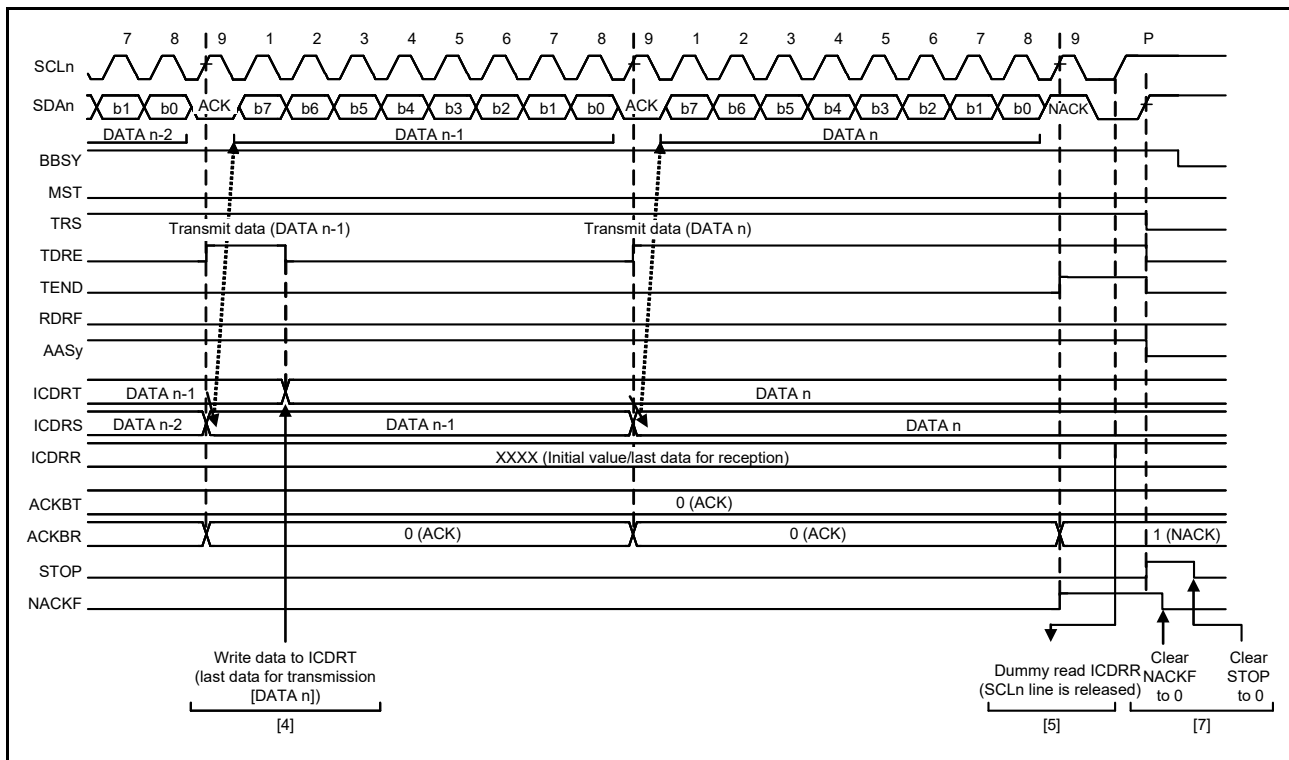 7 8 9 1 2 3 4 5 6 7 8 9 1 2 3 4 5 6 7 8 9 P
SCLn
SDAn b1 b0 ACK b7 b6 b5 b4 b3 b2 b1 b0 ACK b7 b6 b5 b4 b3 b2 b1 b0 NACK
DATA n-2 DATA n-1 DATA n
BBSY
MST
TRS
Transmit data (DATA n-1) Transmit data (DATA n)
TDRE
TEND
RDRF
AASy
ICDRT DATA n-1 DATA n
ICDRS DATA n-2 DATA n-1 DATA n
ICDRR XXXX (Initial value/last data for reception)
ACKBT 0 (ACK)
ACKBR 0 (ACK) 0 (ACK) 1 (NACK)
STOP
NACKF
Write data to ICDRT
(last data for transmission
[DATA n])
[4]
Dummy read ICDRR
(SCLn line is released)
[5]
Clear
NACKF
to 0
Clear
STOP
to 0
[7]